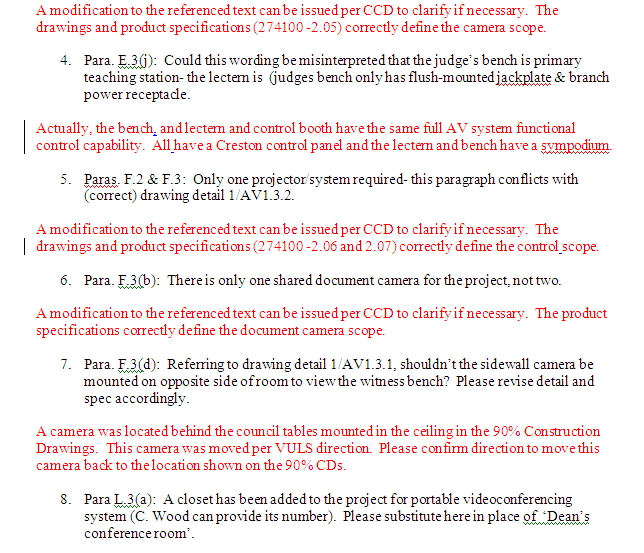 A modification to the referenced text can be issued per CCD to clarify if necessary. The
drawings and product specifications (274100-2.05) correctly define the camera scope.
4. Para. E.3(j): Could this wording be misinterpreted that the judge's bench is primary
teaching station- the lectern is (judges bench only has flush-mounted jackplate & branch
power receptacle.
Actually, the bench, and lectern and control booth have the same full AV system functional
control capability. All have a Creston control panel and the lectern and bench have a sympodium.
5. Paras. F.2 & F.3: Only one projector/system required- this paragraph conflicts with
(correct) drawing detail 1/AV1.3.2.
A modification to the referenced text can be issued per CCD to clarify if necessary. The
drawings and product specifications (274100-2.06 and 2.07) correctly define the control scope.
6. Para. F.3(b): There is only one shared document camera for the project, not two.
A modification to the referenced text can be issued per CCD to clarify if necessary. The product
specifications correctly define the document camera scope.
7. Para. F.3(d): Referring to drawing detail 1/AV1.3.1, shouldn't the sidewall camera be
mounted on opposite side of room to view the witness bench? Please revise detail and
spec accordingly.
A camera was located behind the council tables mounted in the ceiling in the 90% Construction
Drawings. This camera was moved per VULS direction. Please confirm direction to move this
camera back to the location shown on the 90% CDs.
8. Para L.3(a): A closet has been added to the project for portable videoconferencing
system (C. Wood can provide its number). Please substitute here in place of 'Dean's
conference room'.